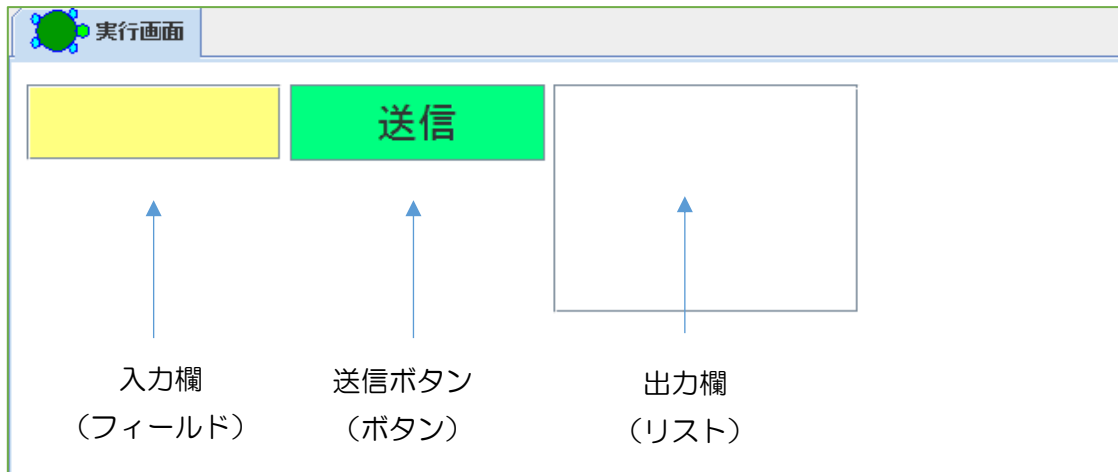 実行画面
送信
入力欄
(フィールド)
送信ボタン
(ボタン)
出力欄
(リスト)